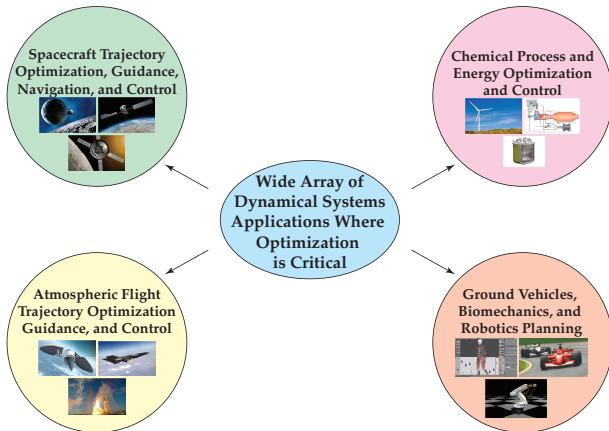 Spacecraft Trajectory
Optimization, Guidance,
Navigation, and Control
Chemical Process and
Energy Optimization
and Control
Wide Array of
Dynamical Systems
Applications Where
Optimization
is Critical
Atmospheric Flight
Trajectory Optimization
Guidance, and Control
Ground Vehicles,
Biomechanics, and
Robotics Planning